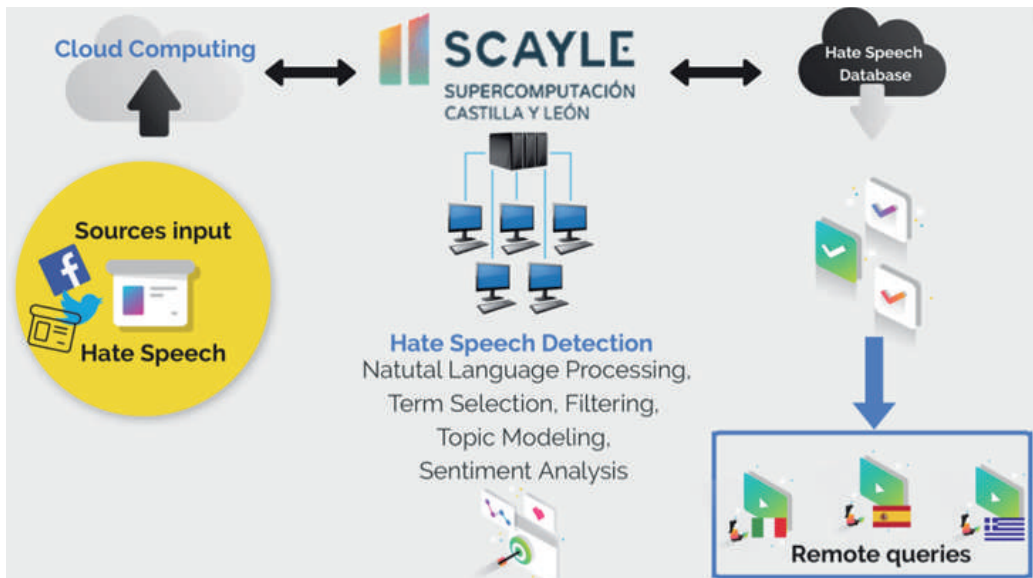 Cloud Computing
SCAYLE
SUPERCOMPUTACIÓN
CASTILLA Y LEÓN
Hate Speech
Database
Sources input
f
Hate Speech
Hate Speech Detection
Natutal Language Processing,
Term Selection, Filtering,
Topic Modeling,
Sentiment Analysis
Remote queries